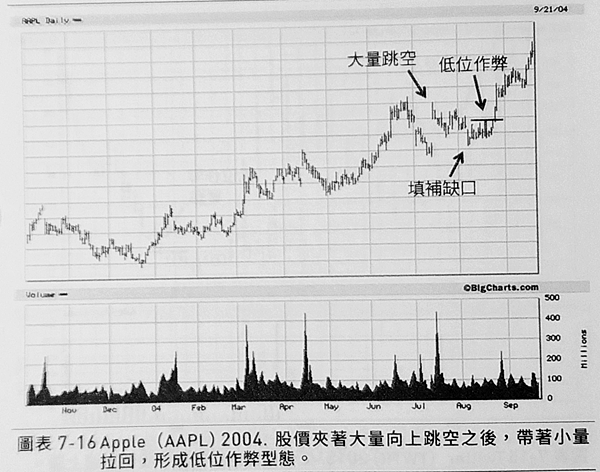 AAPL Daily
9/21/04
大量跳空
低位作弊
填補缺口
Volume
©BigCharts.com
500
400
300
200
100
0
Millions
Nov Dec 04 Feb Mar Apr May Jun Jul Aug Sep
圖表 7-16 Apple（AAPL）2004. 股價夾著大量向上跳空之後，帶著小量
拉回，形成低位作弊型態。